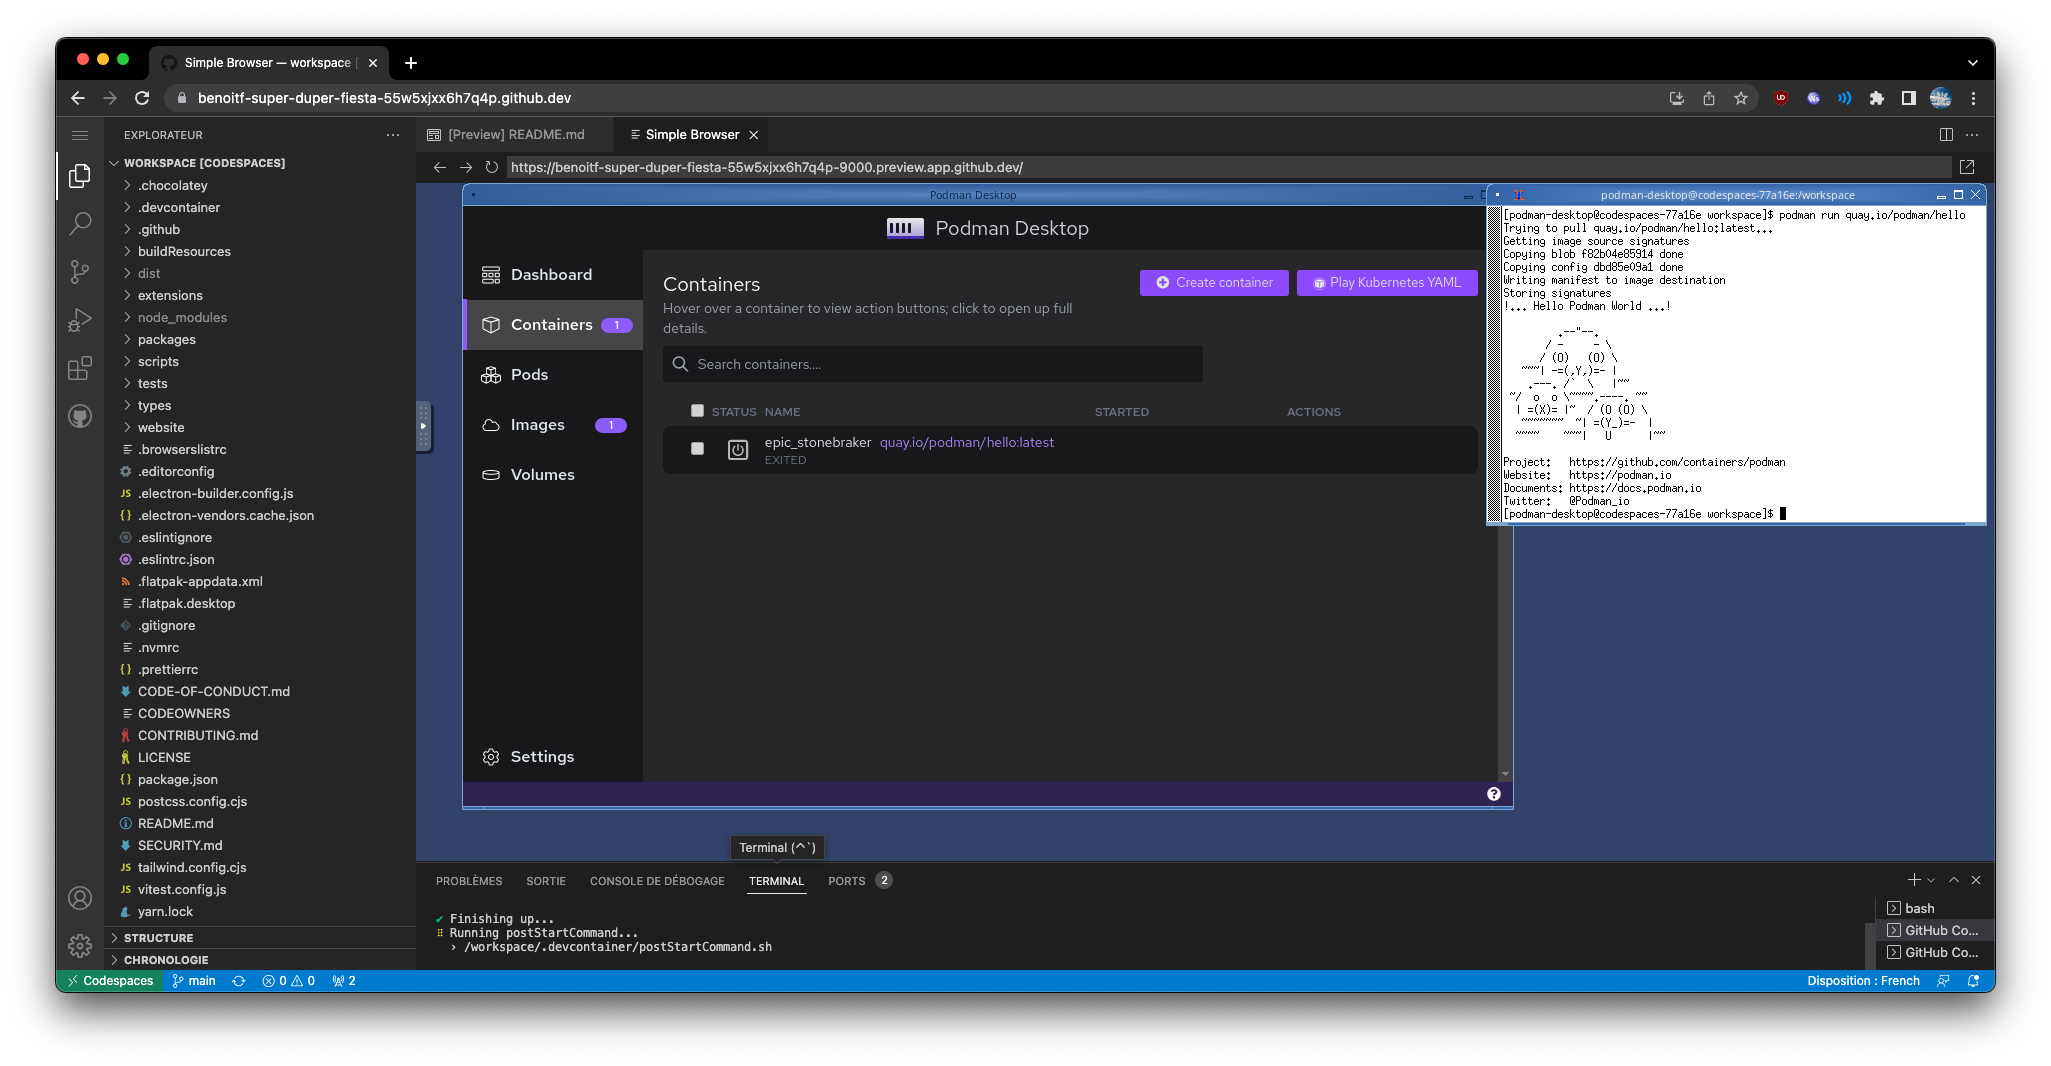 Simple Browser — workspace [
benoitf-super-duper-fiesta-55w5xjxx6h7q4p.github.dev
EXPLORATEUR
WORKSPACE [CODESPACES]
.chocolatey
.devcontainer
.github
buildResources
dist
extensions
node_modules
packages
scripts
tests
types
website
.browserslistrc
.editorconfig
JS .electron-builder.config.js
{} .electron-vendors.cache.json
.eslintignore
.eslintrc.json
.flatpak-appdata.xml
.flatpak.desktop
.gitignore
.nvmrc
{} .prettierrc
CODE-OF-CONDUCT.md
CODEOWNERS
CONTRIBUTING.md
LICENSE
{} package.json
JS postcss.config.cjs
README.md
SECURITY.md
JS tailwind.config.cjs
JS vitest.config.js
yarn.lock
STRUCTURE
CHRONOLOGIE
[Preview] README.md
Simple Browser
https://benoitf-super-duper-fiesta-55w5xjxx6h7q4p-9000.preview.app.github.dev/
Podman Desktop
Podman Desktop
Dashboard
Containers 1
Pods
Images 1
Volumes
Settings
Containers
Hover over a container to view action buttons; click to open up full
details.
Create container
Play Kubernetes YAML
Search containers....
STATUS NAME STARTED ACTIONS
epic_stonebraker quay.io/podman/hello:latest
EXITED
podman-desktop@codespaces-77a16e:/workspace
[podman-desktop@codespaces-77a16e workspace]$ podman run quay.io/podman/hello
Trying to pull quay.io/podman/hello:latest...
Getting image source signatures
Copying blob f82b04e85914 done
Copying config dbd85e09a1 done
Writing manifest to image destination
Storing signatures
!... Hello Podman World ...!
Project: https://github.com/containers/podman
Website: https://podman.io
Documents: https://docs.podman.io
Twitter: @Podman_io
[podman-desktop@codespaces-77a16e workspace]$
Terminal (^`)
PROBLÈMES SORTIE CONSOLE DE DÉBOGAGE TERMINAL PORTS 2
✔ Finishing up...
Running postStartCommand...
› /workspace/.devcontainer/postStartCommand.sh
bash
GitHub Co...
GitHub Co...
Codespaces main 0 0 2
Disposition : French